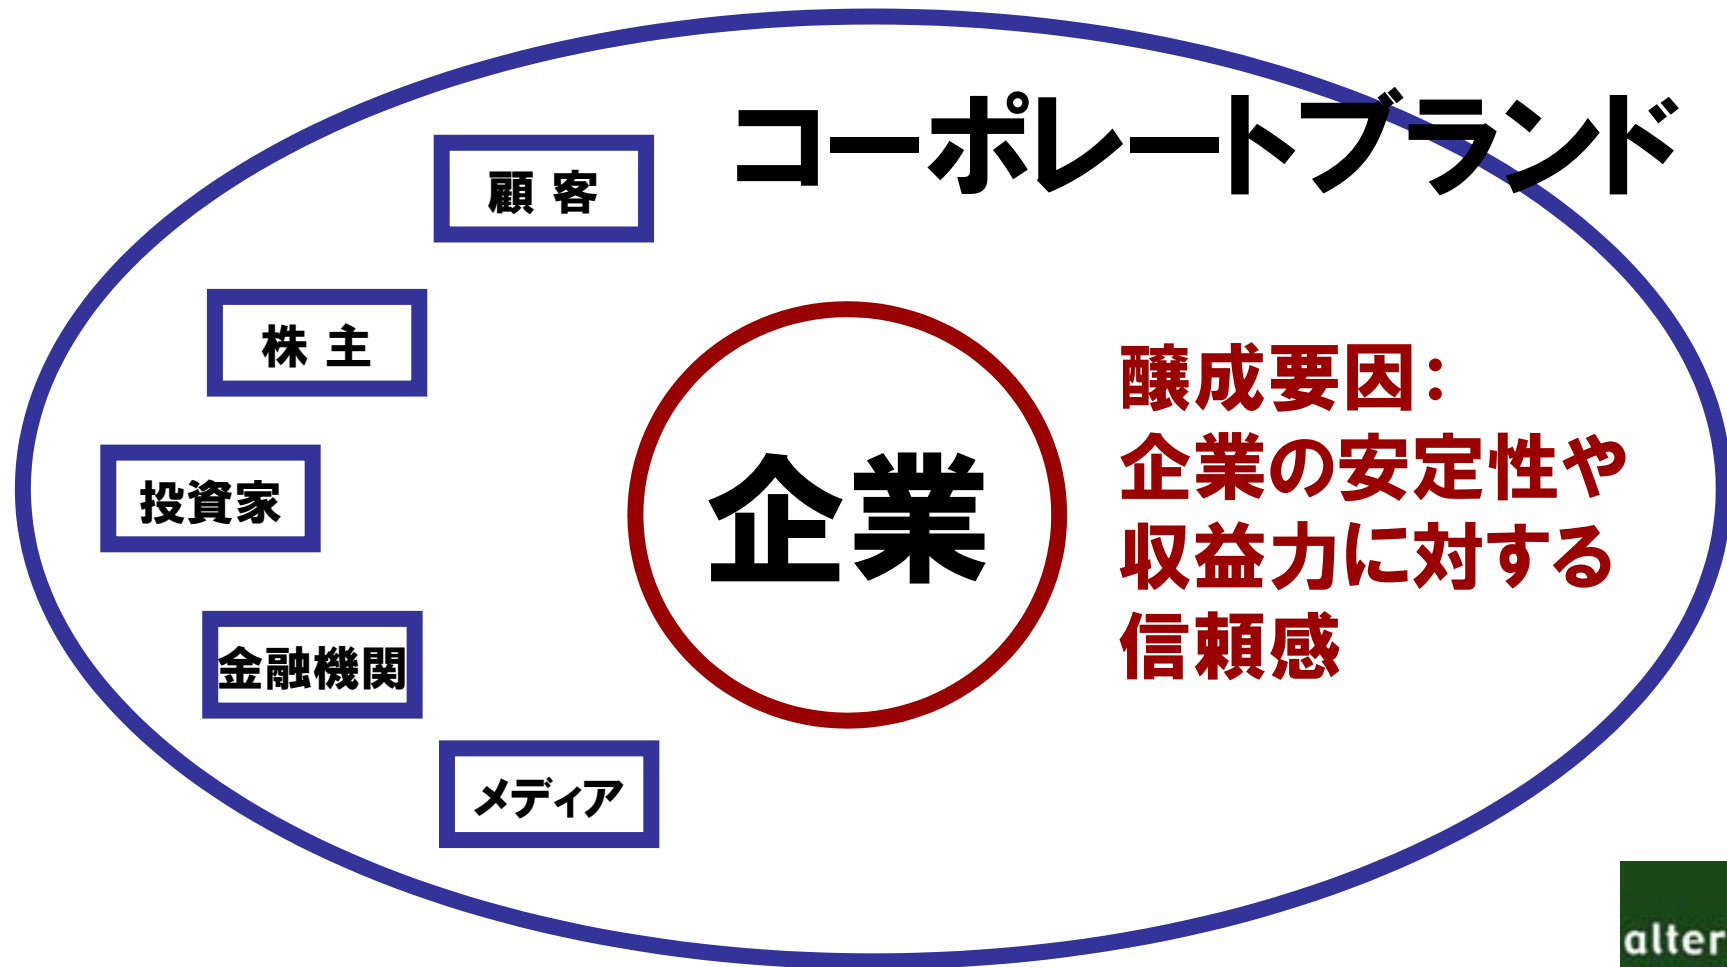 コーポレートブランド
顧 客
株 主
投資家
金融機関
メディア
企業
醸成要因：
企業の安定性や
収益力に対する
信頼感
alter